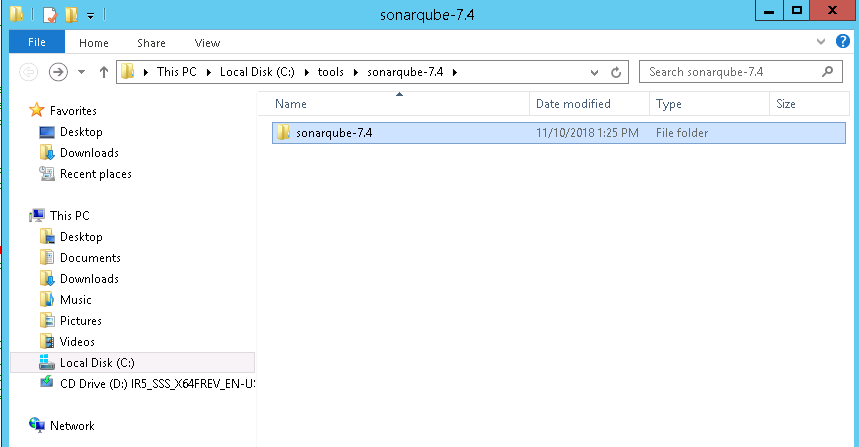 sonarqube-7.4
File Home Share View
This PC Local Disk (C:) tools sonarqube-7.4 Search sonarqube-7.4
Favorites
Desktop
Downloads
Recent places
This PC
Desktop
Documents
Downloads
Music
Pictures
Videos
Local Disk (C:)
CD Drive (D:) IR5_SSS_X64FREV_EN-US
Network
Name Date modified Type Size
sonarqube-7.4 11/10/2018 1:25 PM File folder